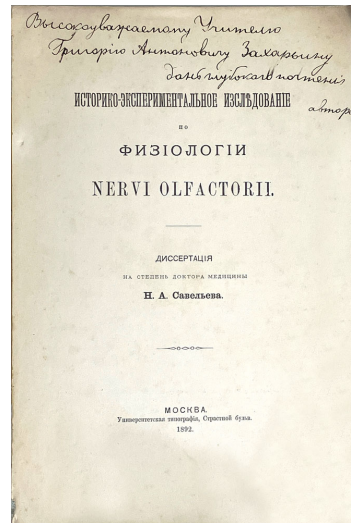 Высокоуважаемому Учителю
Григорію Антоновичу Захарьину
дань глубокаго почтенія
автора
ИСТОРИКО-ЭКСПЕРИМЕНТАЛЬНОЕ ИЗСЛѢДОВАНІЕ
ПО
ФИЗІОЛОГІИ
NERVI OLFACTORII.
ДИССЕРТАЦІЯ
НА СТЕПЕНЬ ДОКТОРА МЕДИЦИНЫ
Н. А. Савельева.
МОСКВА.
Университетская типографія, Страстной бульв.
1892.